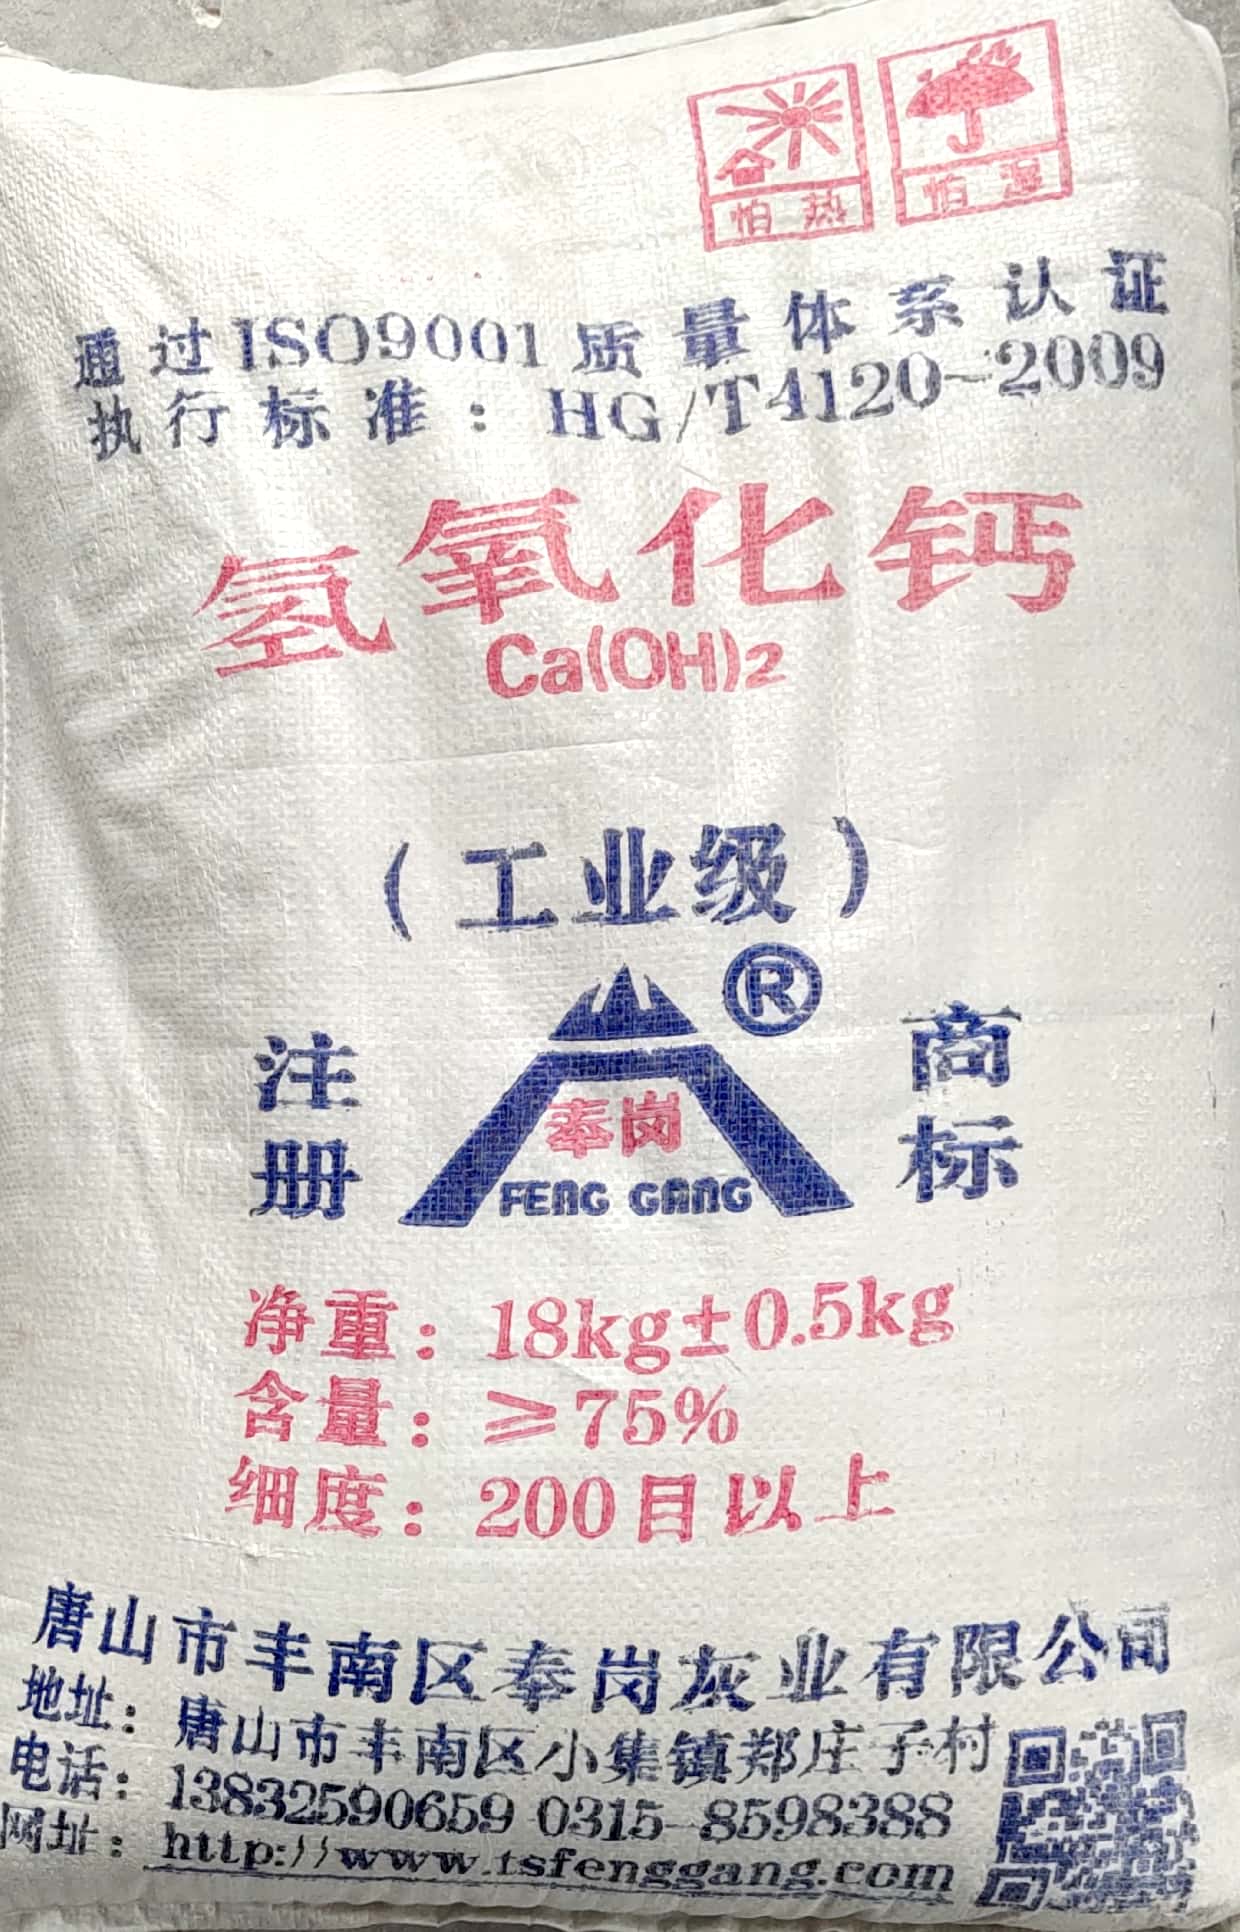 怕热
怕湿
通过ISO9001质量体系认证
执行标准：HG/T4120-2009
氢氧化钙
Ca(OH)2
（工业级）
®
注册
商标
奉岗
FENG GANG
净重：18kg±0.5kg
含量：≥75%
细度：200目以上
唐山市丰南区奉岗灰业有限公司
地址：唐山市丰南区小集镇郑庄子村
电话：13832590659 0315-8598388
网址：http://www.tsfenggang.com